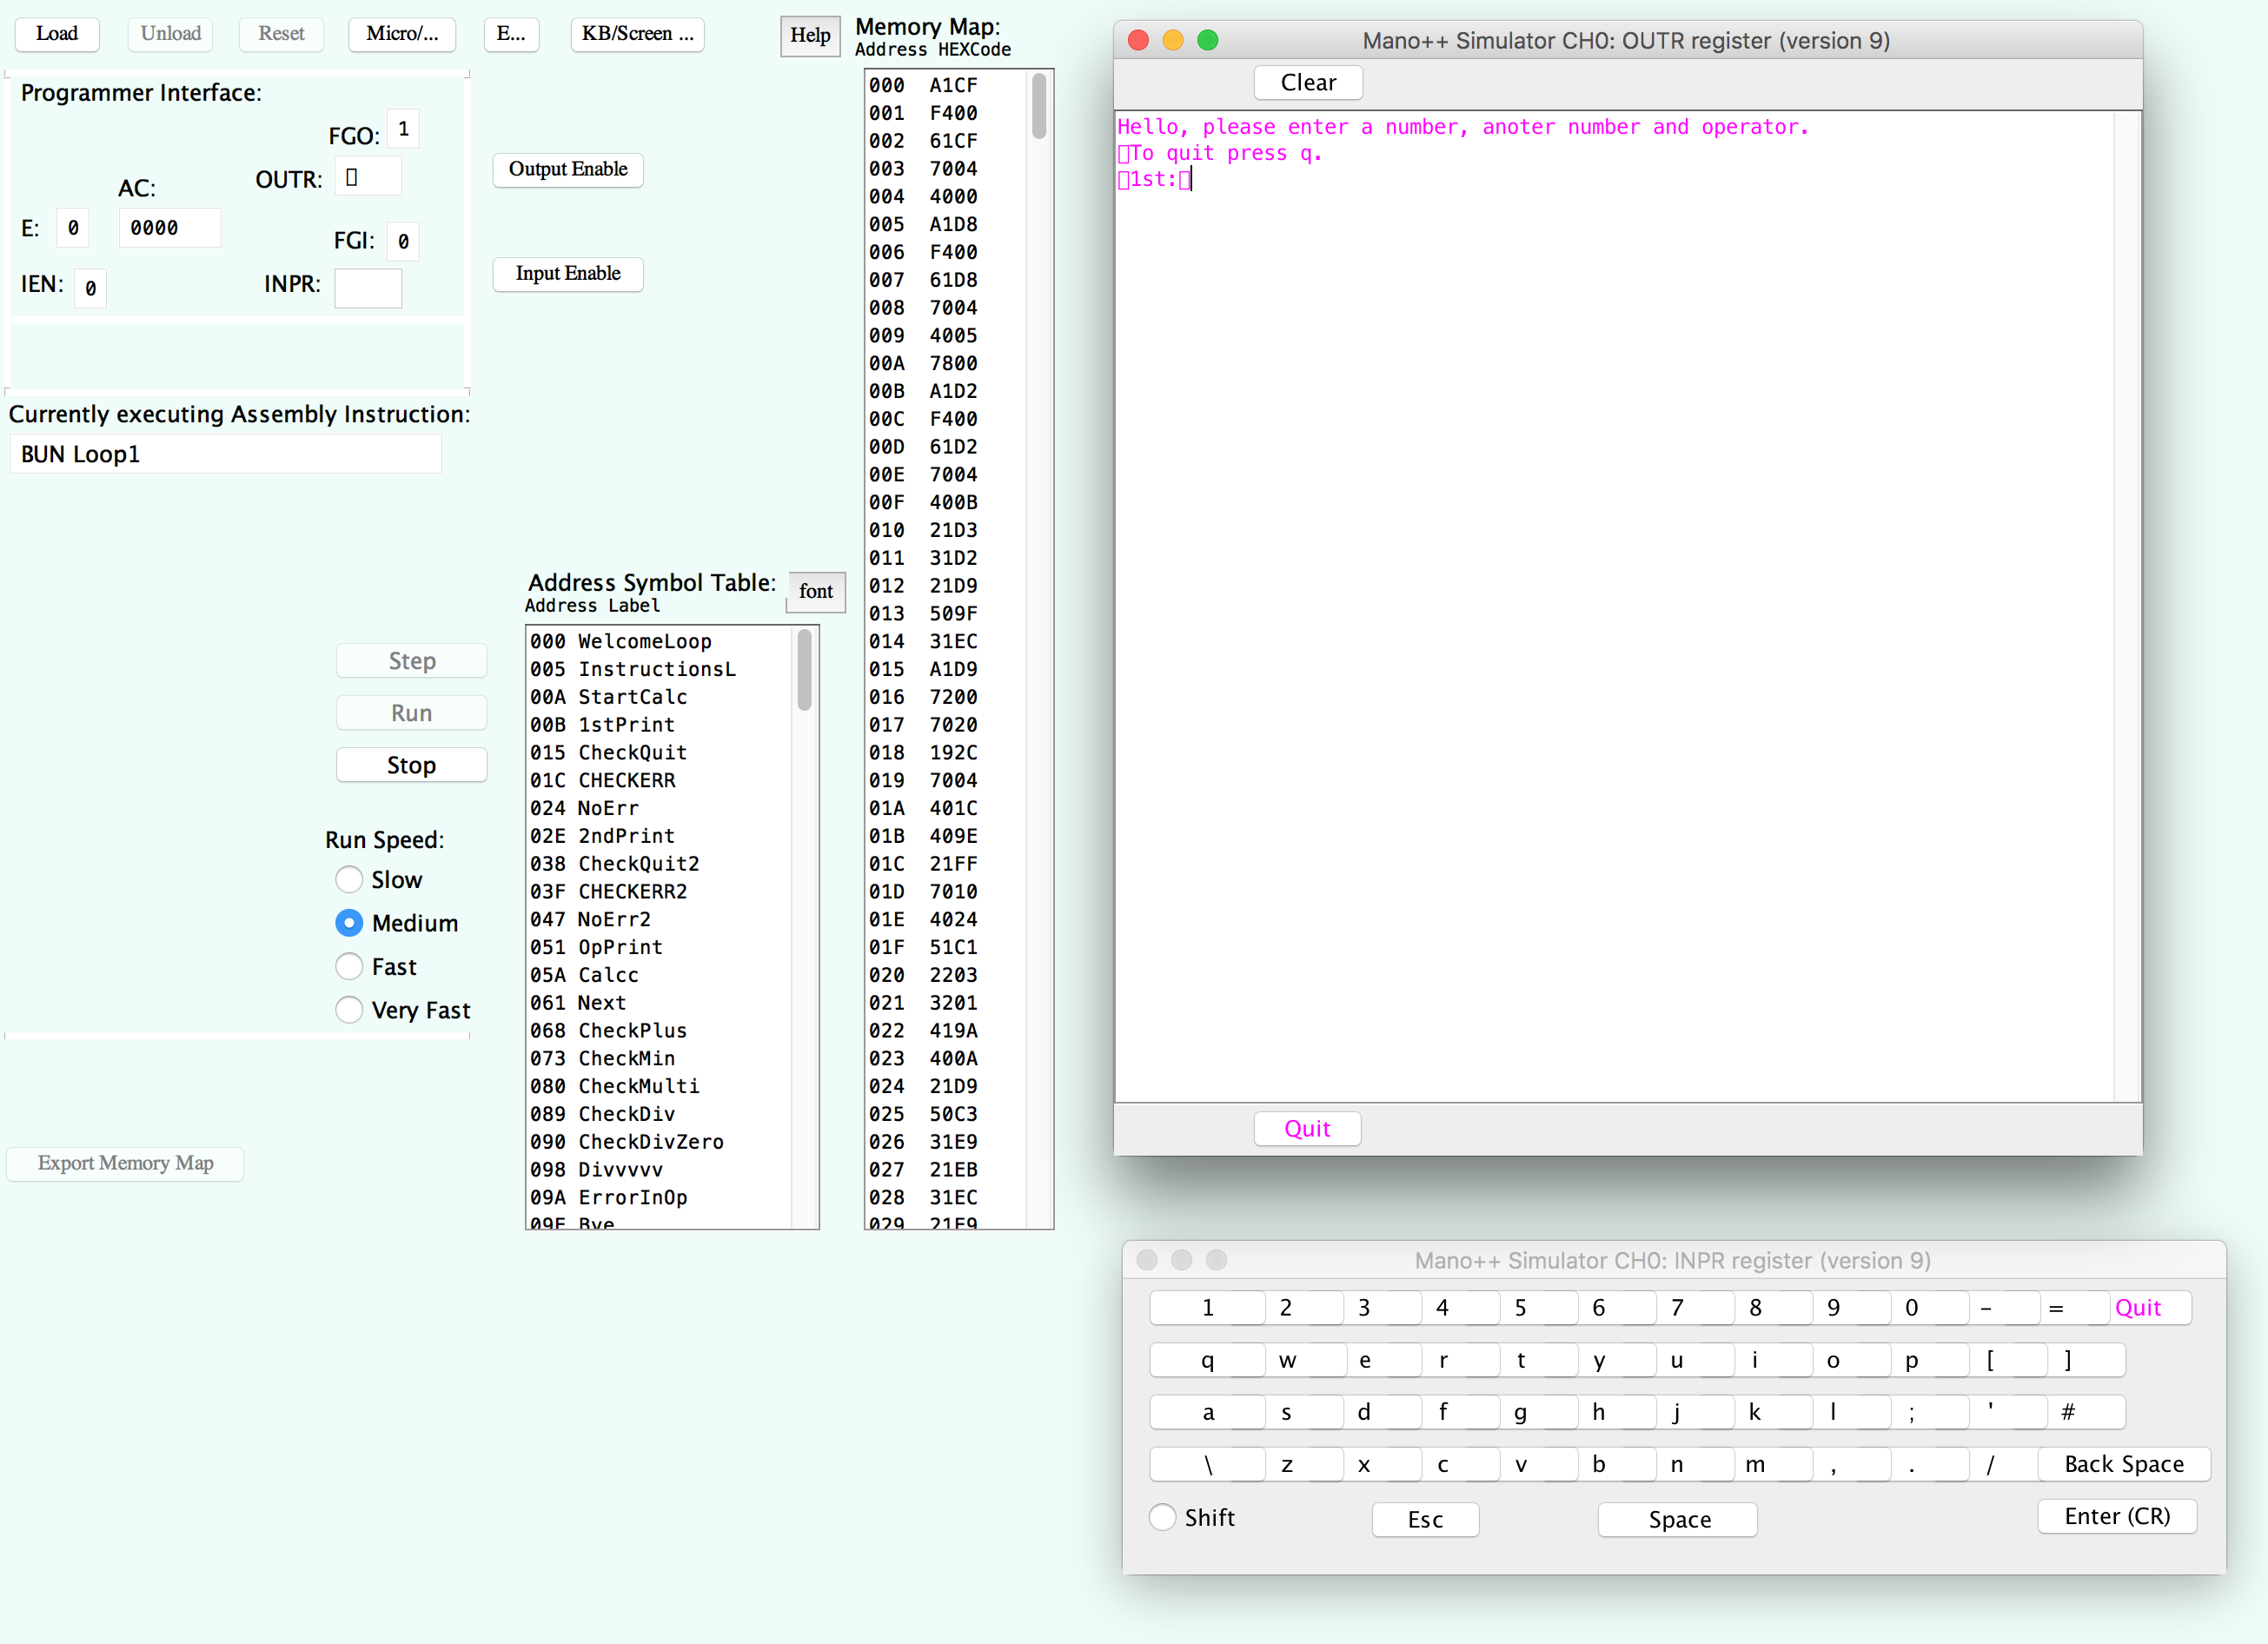 Load Unload Reset Micro/... E... KB/Screen ... Help
Programmer Interface:
FGO: 1
OUTR:
AC:
E: 0 0000
FGI: 0
IEN: 0 INPR:
Output Enable
Input Enable
Currently executing Assembly Instruction:
BUN Loop1
Step
Run
Stop
Run Speed:
Slow
Medium
Fast
Very Fast
Export Memory Map
Address Symbol Table: font
Address Label
000 WelcomeLoop
005 InstructionsL
00A StartCalc
00B 1stPrint
015 CheckQuit
01C CHECKERR
024 NoErr
02E 2ndPrint
038 CheckQuit2
03F CHECKERR2
047 NoErr2
051 OpPrint
05A Calcc
061 Next
068 CheckPlus
073 CheckMin
080 CheckMulti
089 CheckDiv
090 CheckDivZero
098 Divvvvv
09A ErrorInOp
09E Bye
Memory Map:
Address HEXCode
000 A1CF
001 F400
002 61CF
003 7004
004 4000
005 A1D8
006 F400
007 61D8
008 7004
009 4005
00A 7800
00B A1D2
00C F400
00D 61D2
00E 7004
00F 400B
010 21D3
011 31D2
012 21D9
013 509F
014 31EC
015 A1D9
016 7200
017 7020
018 192C
019 7004
01A 401C
01B 409E
01C 21FF
01D 7010
01E 4024
01F 51C1
020 2203
021 3201
022 419A
023 400A
024 21D9
025 50C3
026 31E9
027 21EB
028 31EC
029 21E9
Mano++ Simulator CH0: OUTR register (version 9)
Clear
Hello, please enter a number, anoter number and operator.
To quit press q.
1st:
Quit
Mano++ Simulator CH0: INPR register (version 9)
1 2 3 4 5 6 7 8 9 0 - = Quit
q w e r t y u i o p [ ]
a s d f g h j k l ; ' #
\ z x c v b n m , . / Back Space
Shift Esc Space Enter (CR)